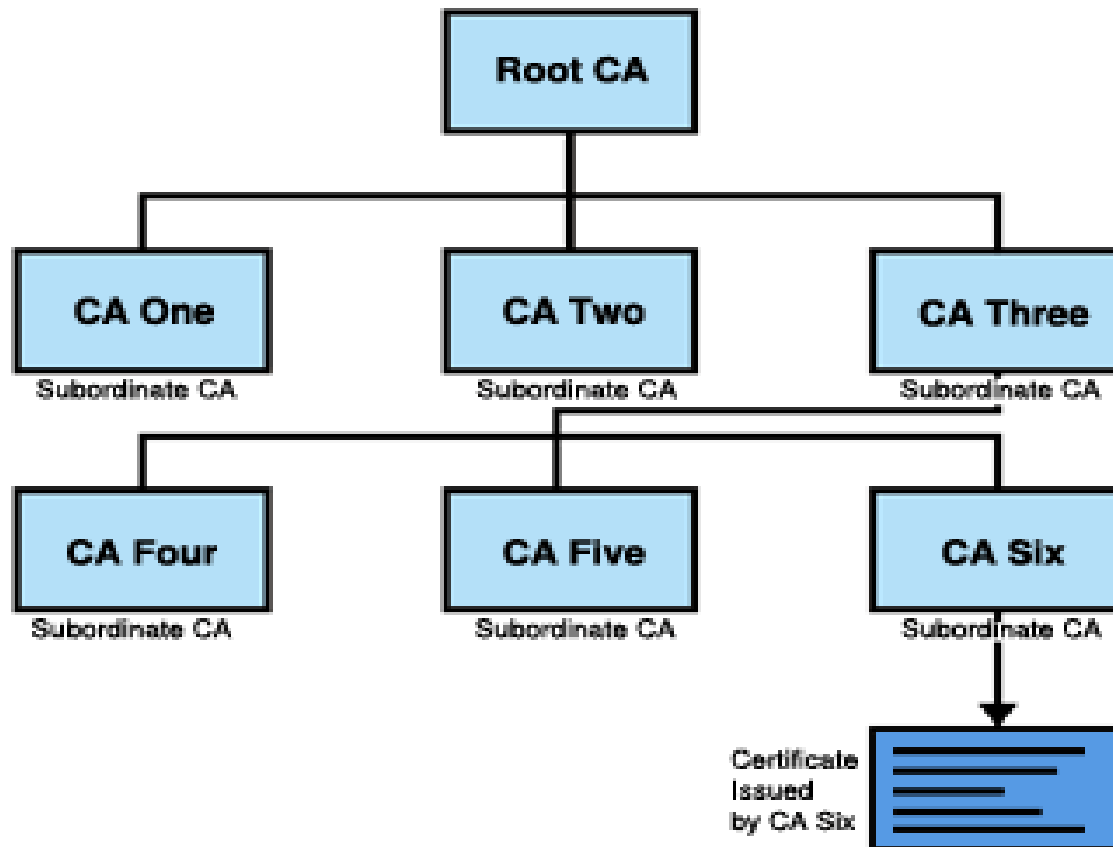 Root CA
CA One
CA Two
CA Three
Subordinate CA
Subordinate CA
Subordinate CA
CA Four
CA Five
CA Six
Subordinate CA
Subordinate CA
Subordinate CA
Certificate
Issued
by CA Six